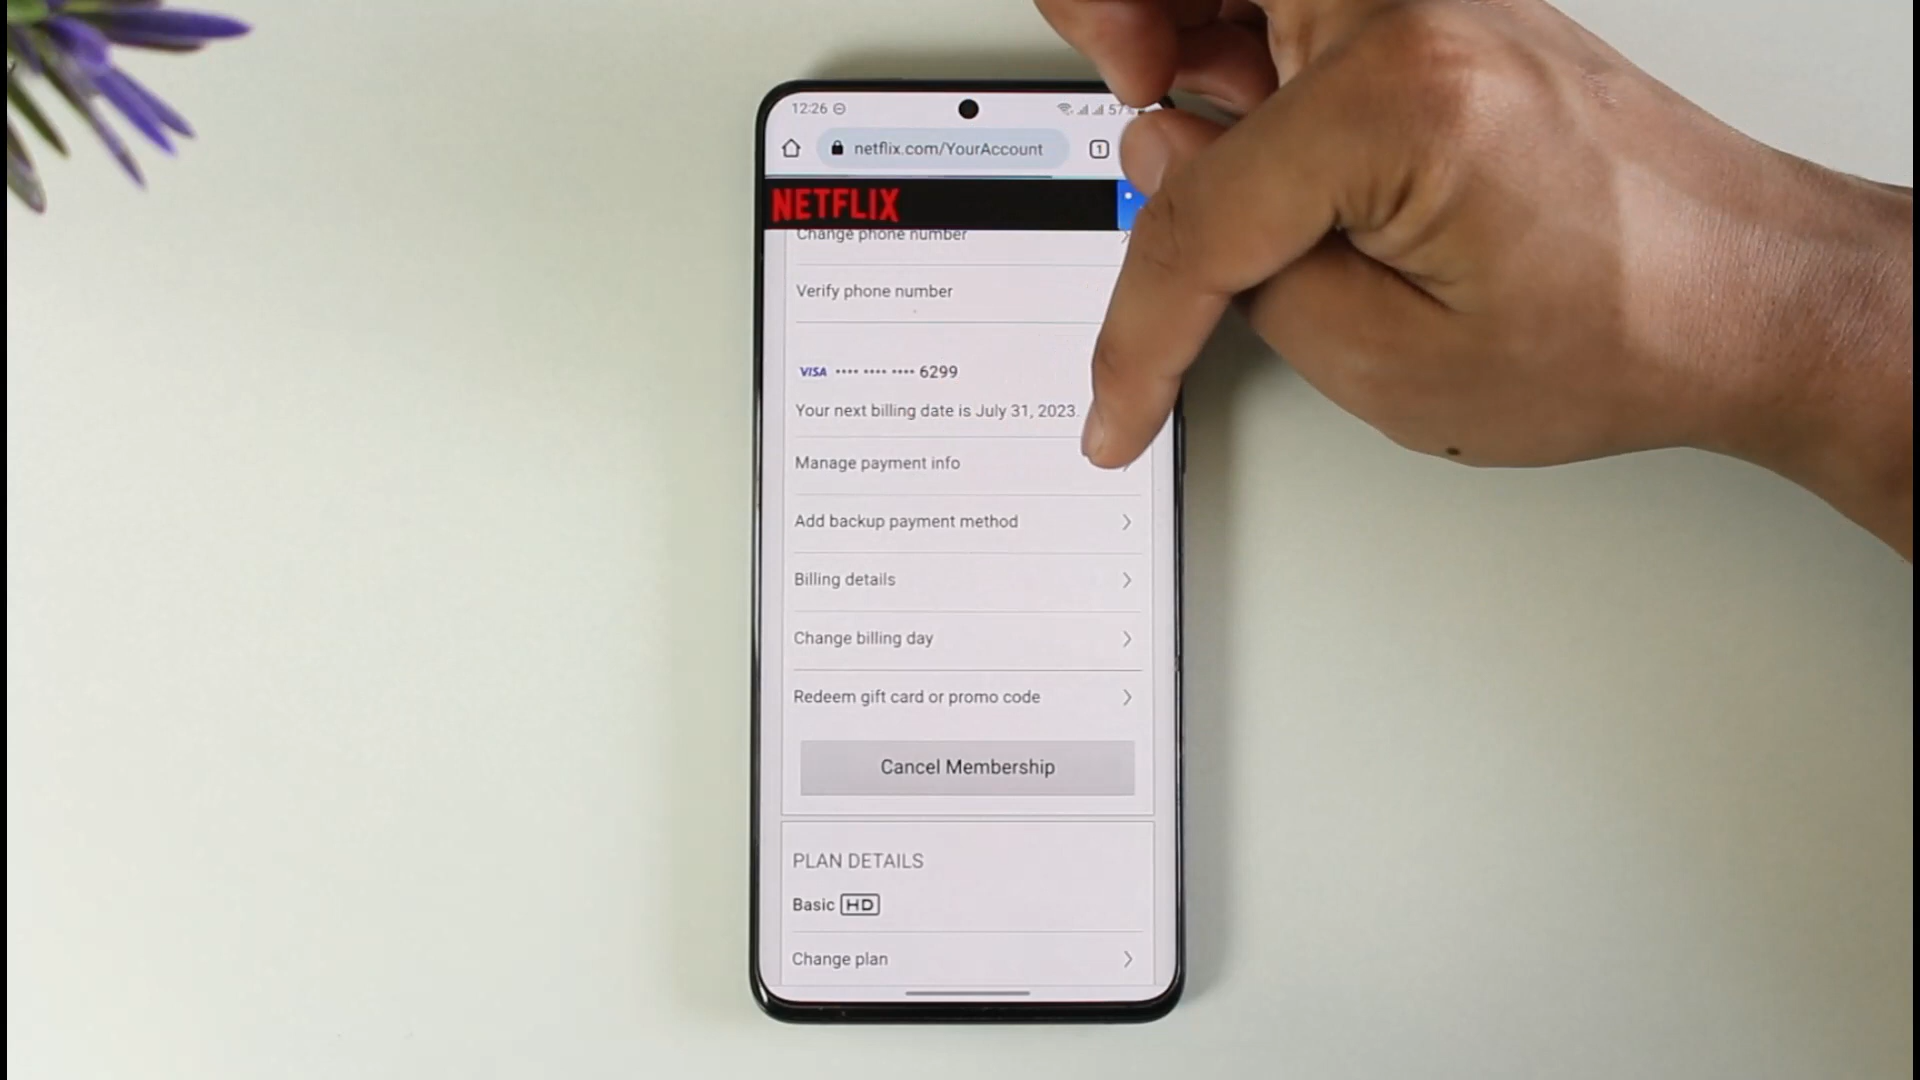 12:26
57%
netflix.com/YourAccount
1
NETFLIX
Change phone number
Verify phone number
VISA •••• •••• •••• 6299
Your next billing date is July 31, 2023.
Manage payment info
Add backup payment method
Billing details
Change billing day
Redeem gift card or promo code
Cancel Membership
PLAN DETAILS
Basic HD
Change plan